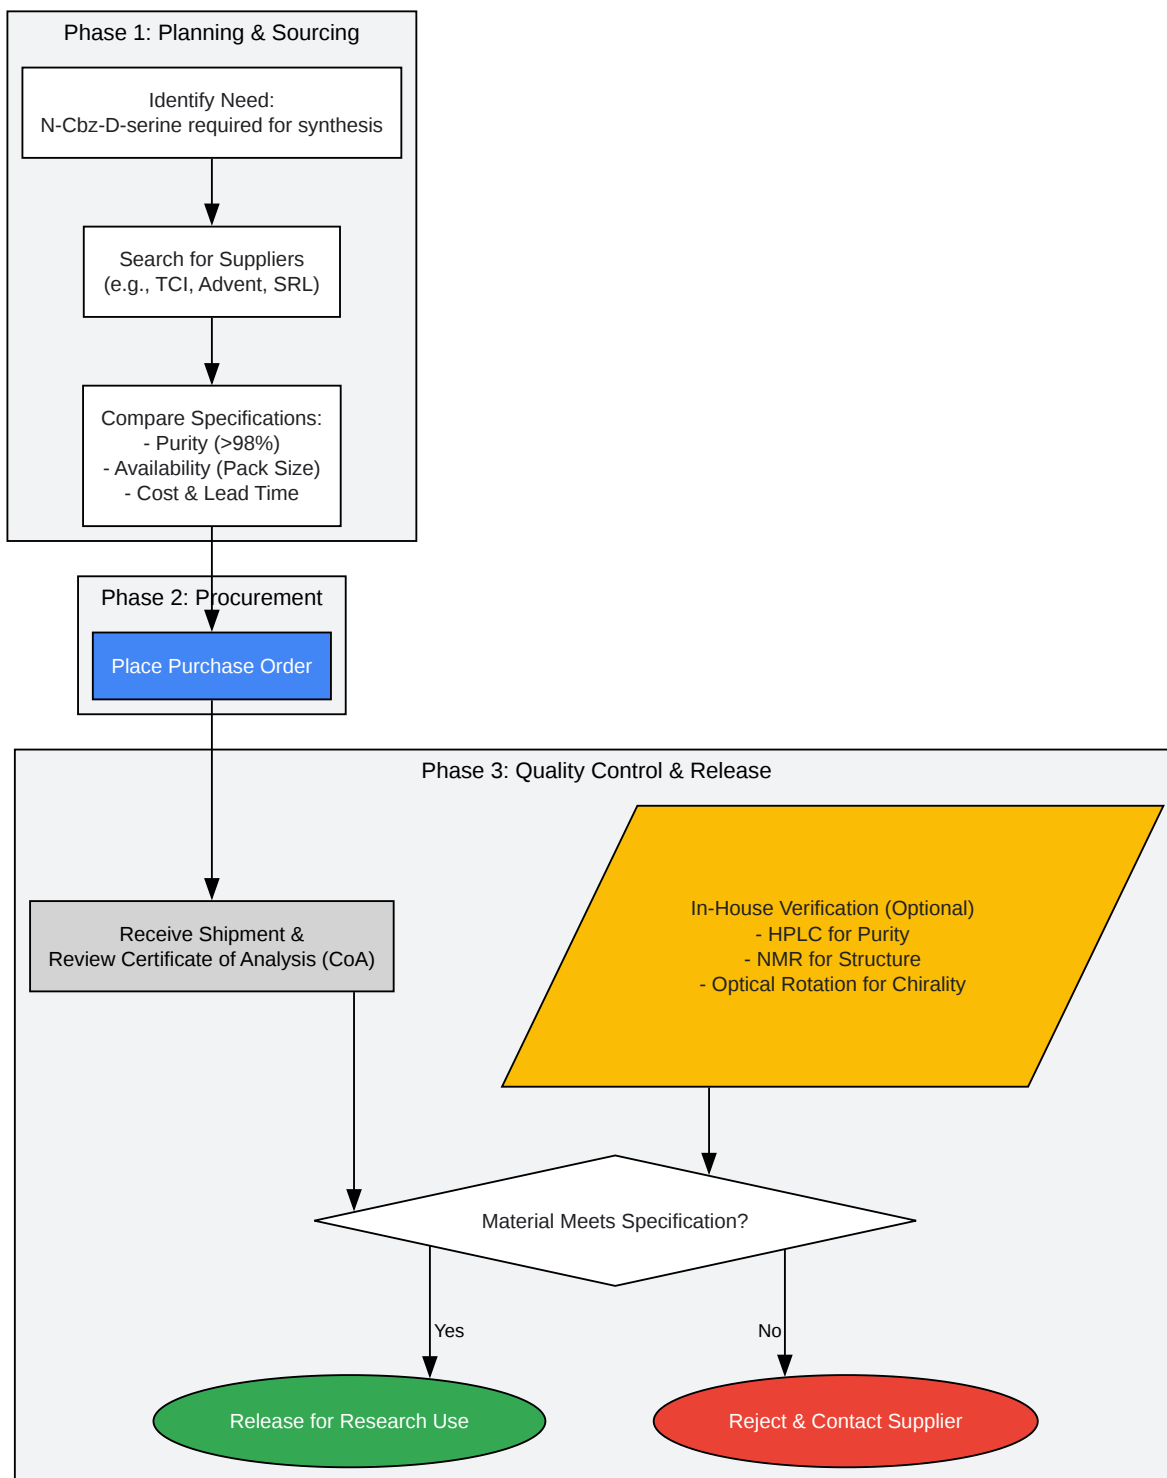 Phase 1: Planning & Sourcing
Identify Need:
N-Cbz-D-serine required for synthesis
Search for Suppliers
(e.g., TCI, Advent, SRL)
Compare Specifications:
- Purity (>98%)
- Availability (Pack Size)
- Cost & Lead Time
Phase 2: Procurement
Place Purchase Order
Phase 3: Quality Control & Release
Receive Shipment &
Review Certificate of Analysis (CoA)
In-House Verification (Optional)
- HPLC for Purity
- NMR for Structure
- Optical Rotation for Chirality
Material Meets Specification?
Yes
No
Release for Research Use
Reject & Contact Supplier